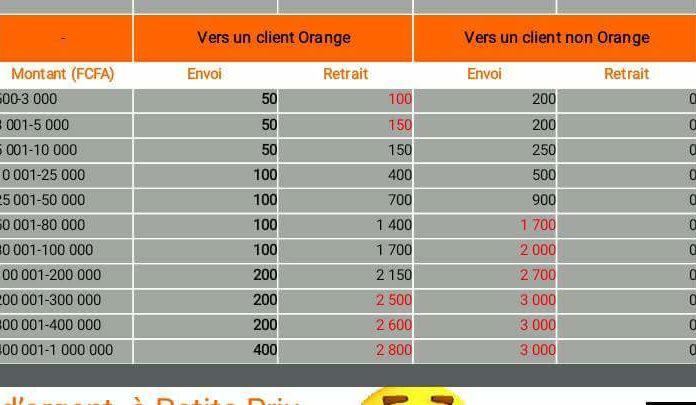 - Vers un client Orange Vers un client non Orange
Montant (FCFA) Envoi Retrait Envoi Retrait
500-3 000 50 100 200 0
3 001-5 000 50 150 200 0
5 001-10 000 50 150 250 0
10 001-25 000 100 400 500 0
25 001-50 000 100 700 900 0
50 001-80 000 100 1 400 1 700 0
80 001-100 000 100 1 700 2 000 0
100 001-200 000 200 2 150 2 700 0
200 001-300 000 200 2 500 3 000 0
300 001-400 000 200 2 600 3 000 0
400 001-1 000 000 400 2 800 3 000 0
d'argent à Petits Prix